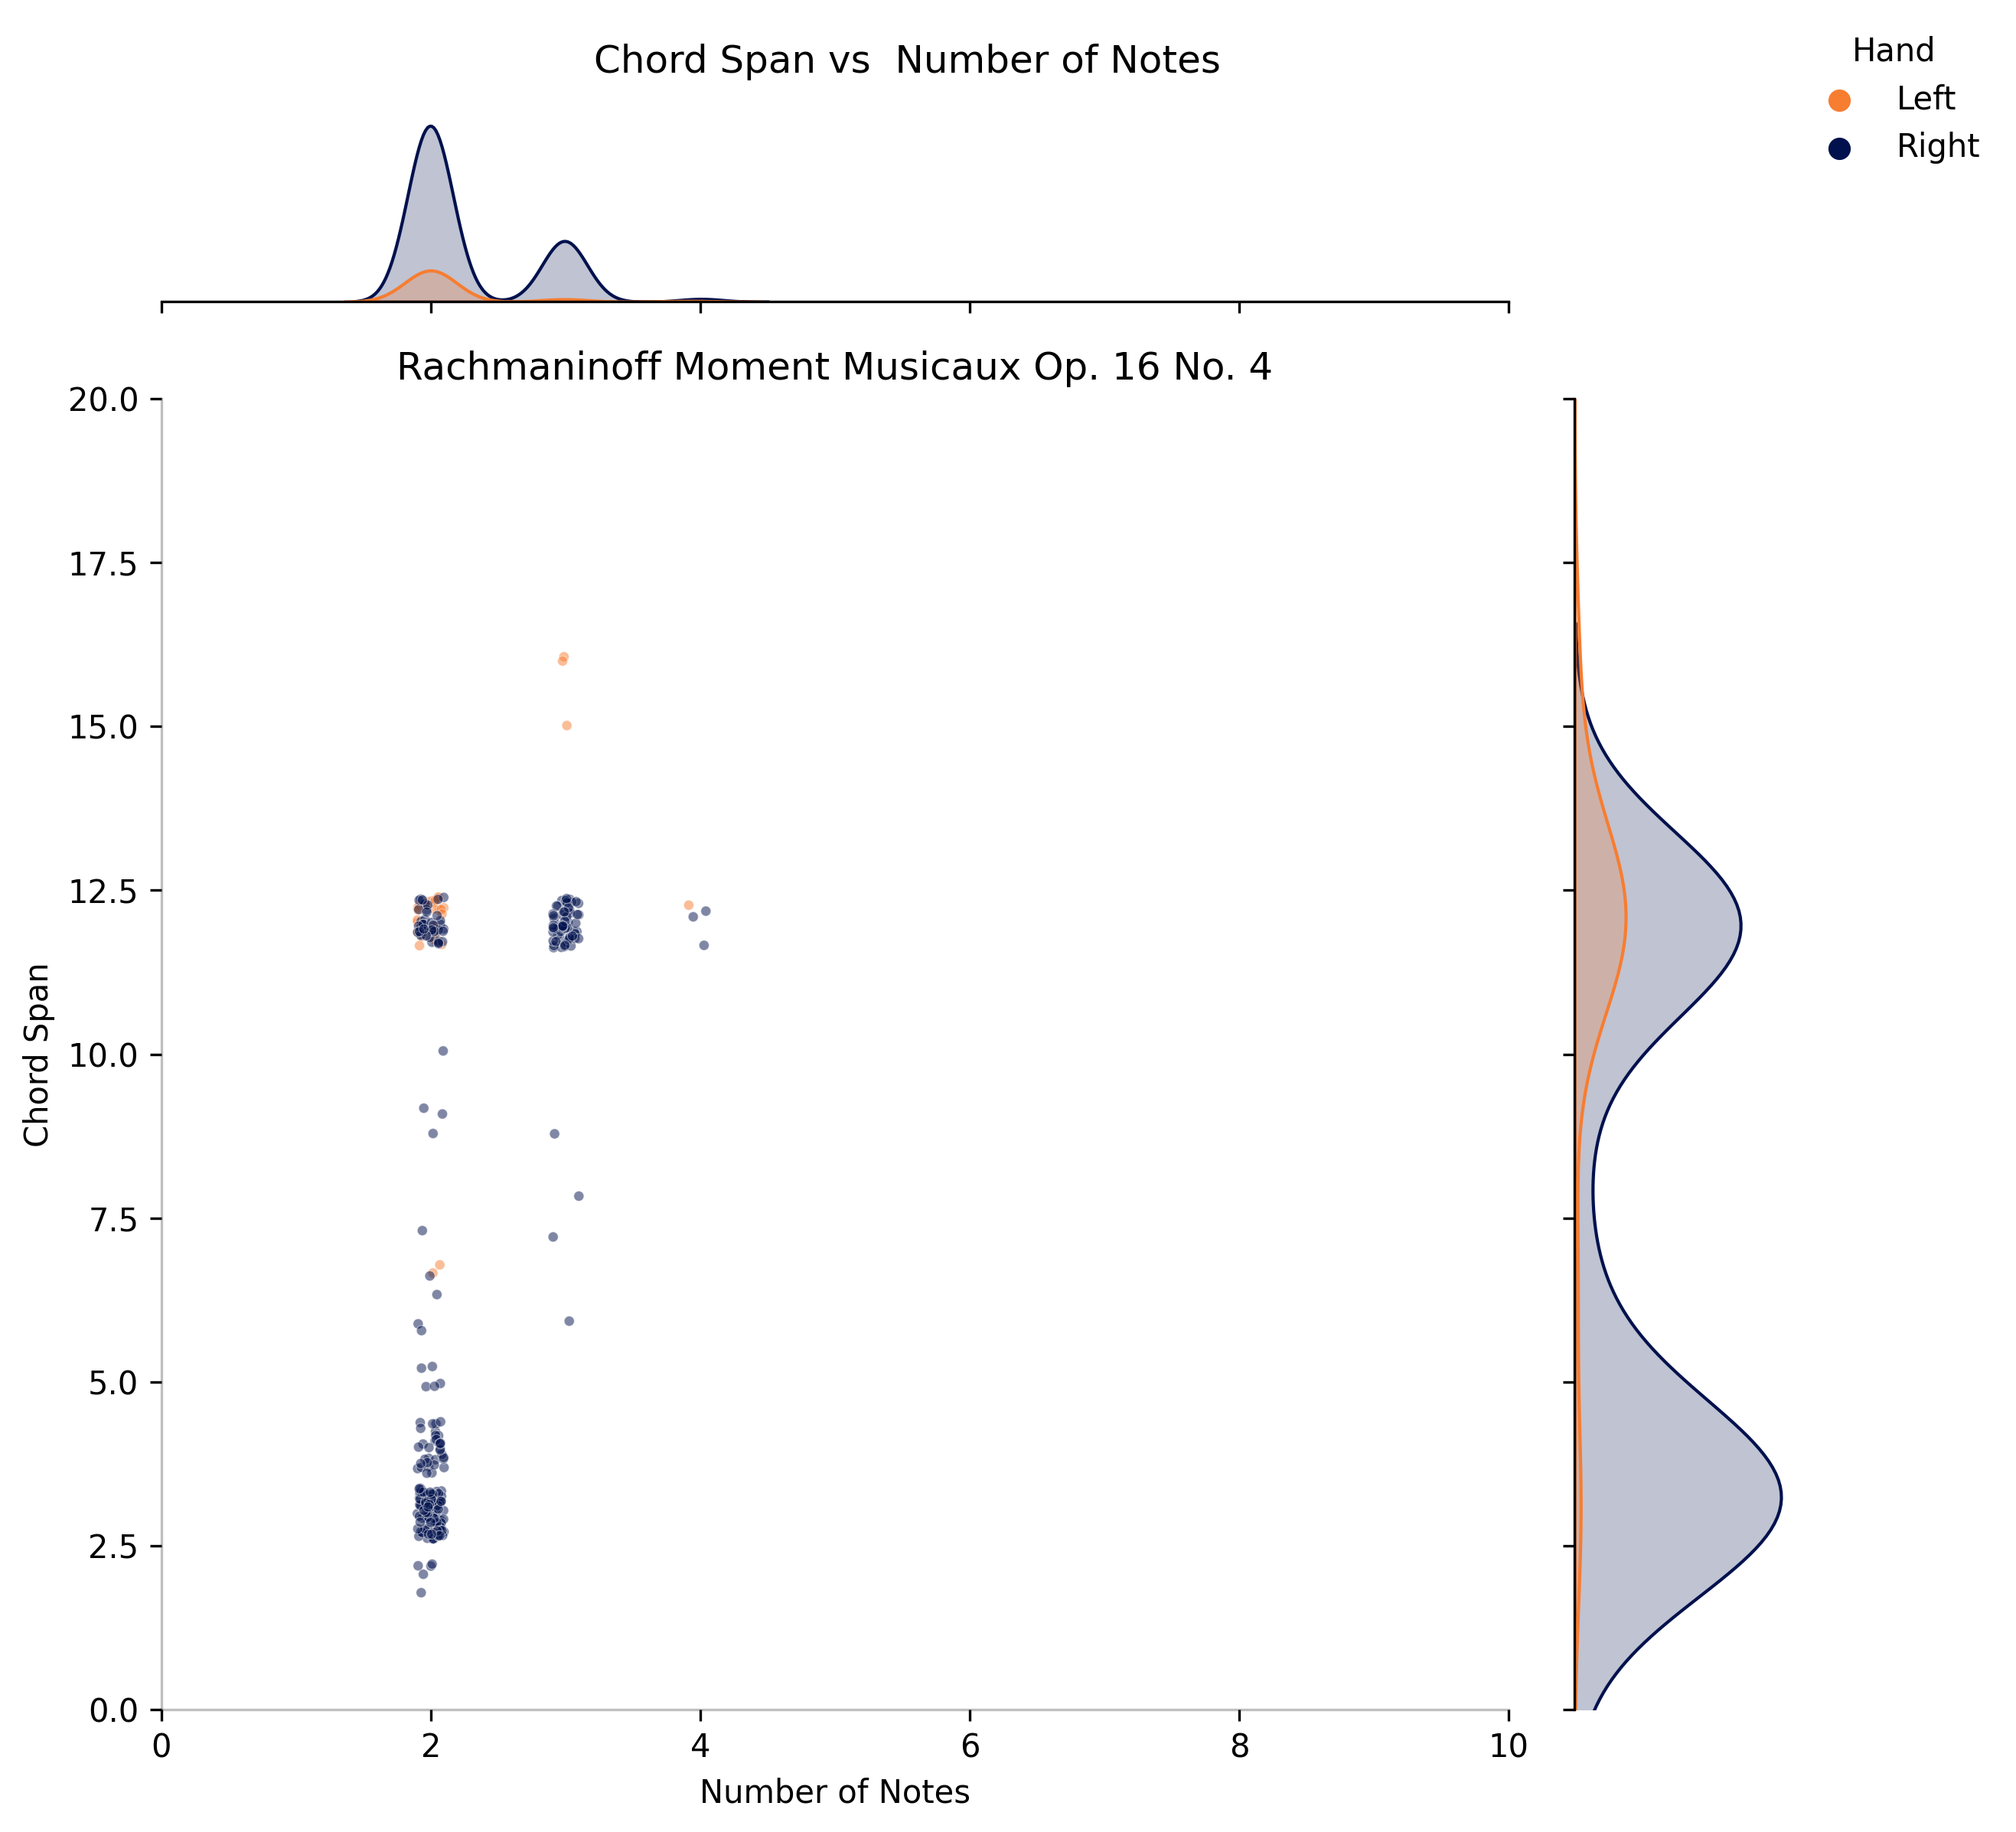 Chord Span vs  Number of Notes
Hand
Left
Right
Rachmaninoff Moment Musicaux Op. 16 No. 4
20.0
17.5
15.0
12.5
10.0
7.5
5.0
2.5
0.0
Chord Span
0 2 4 6 8 10
Number of Notes